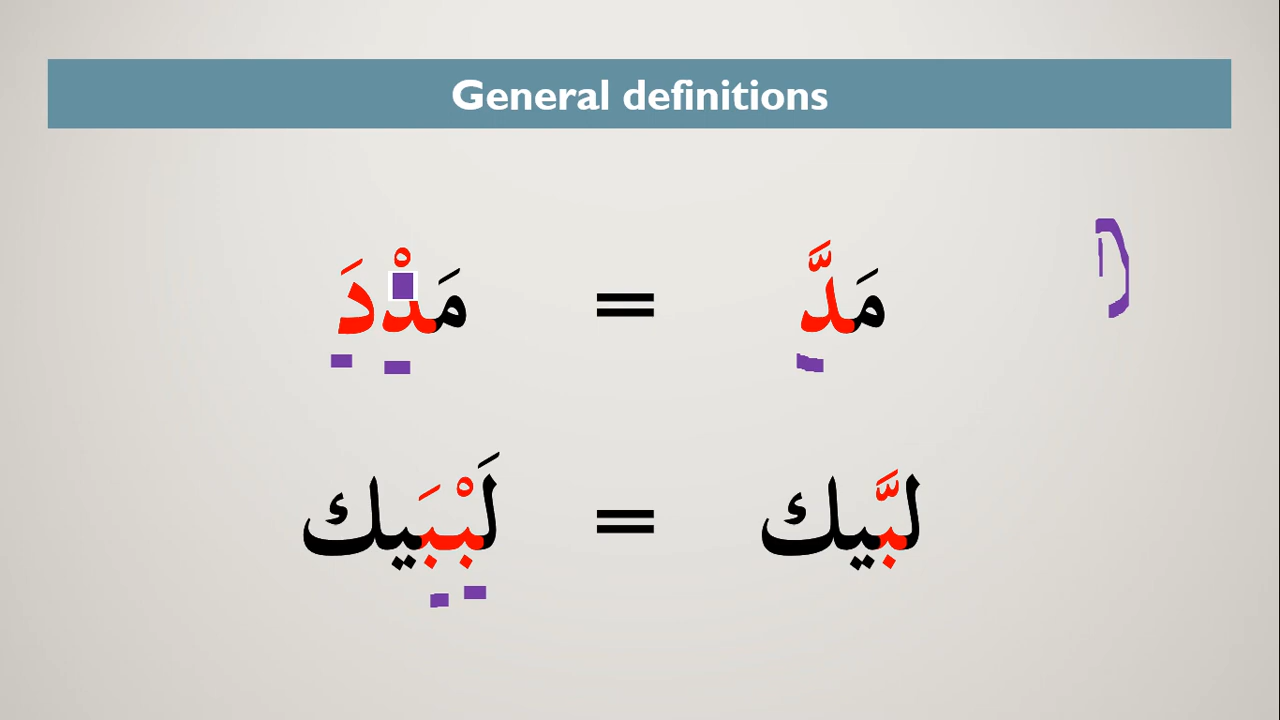 General definitions
مَدَّ = مَدْدَ
لبَّيك = لَبْبَيك